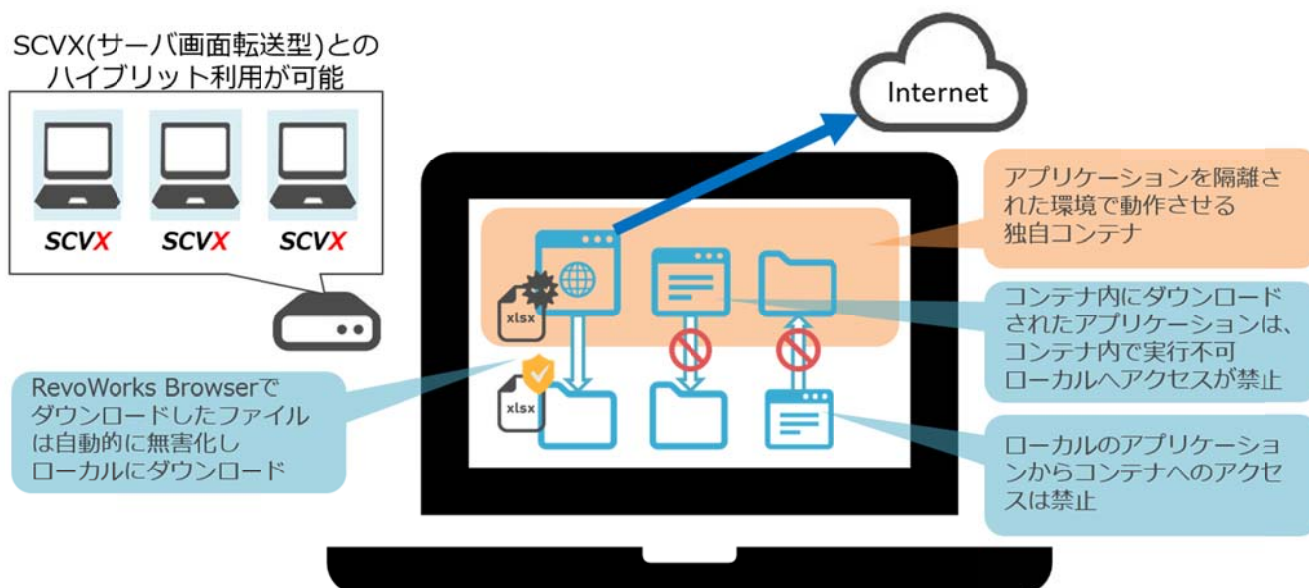 SCVX(サーバ画面転送型)との
ハイブリット利用が可能
SCVX
SCVX
SCVX
Internet
アプリケーションを隔離さ
れた環境で動作させる
独自コンテナ
xlsx
コンテナ内にダウンロード
されたアプリケーションは、
コンテナ内で実行不可
ローカルへアクセスが禁止
RevoWorks Browserで
ダウンロードしたファイル
は自動的に無害化し
ローカルにダウンロード
xlsx
ローカルのアプリケーショ
ンからコンテナへのアクセ
スは禁止